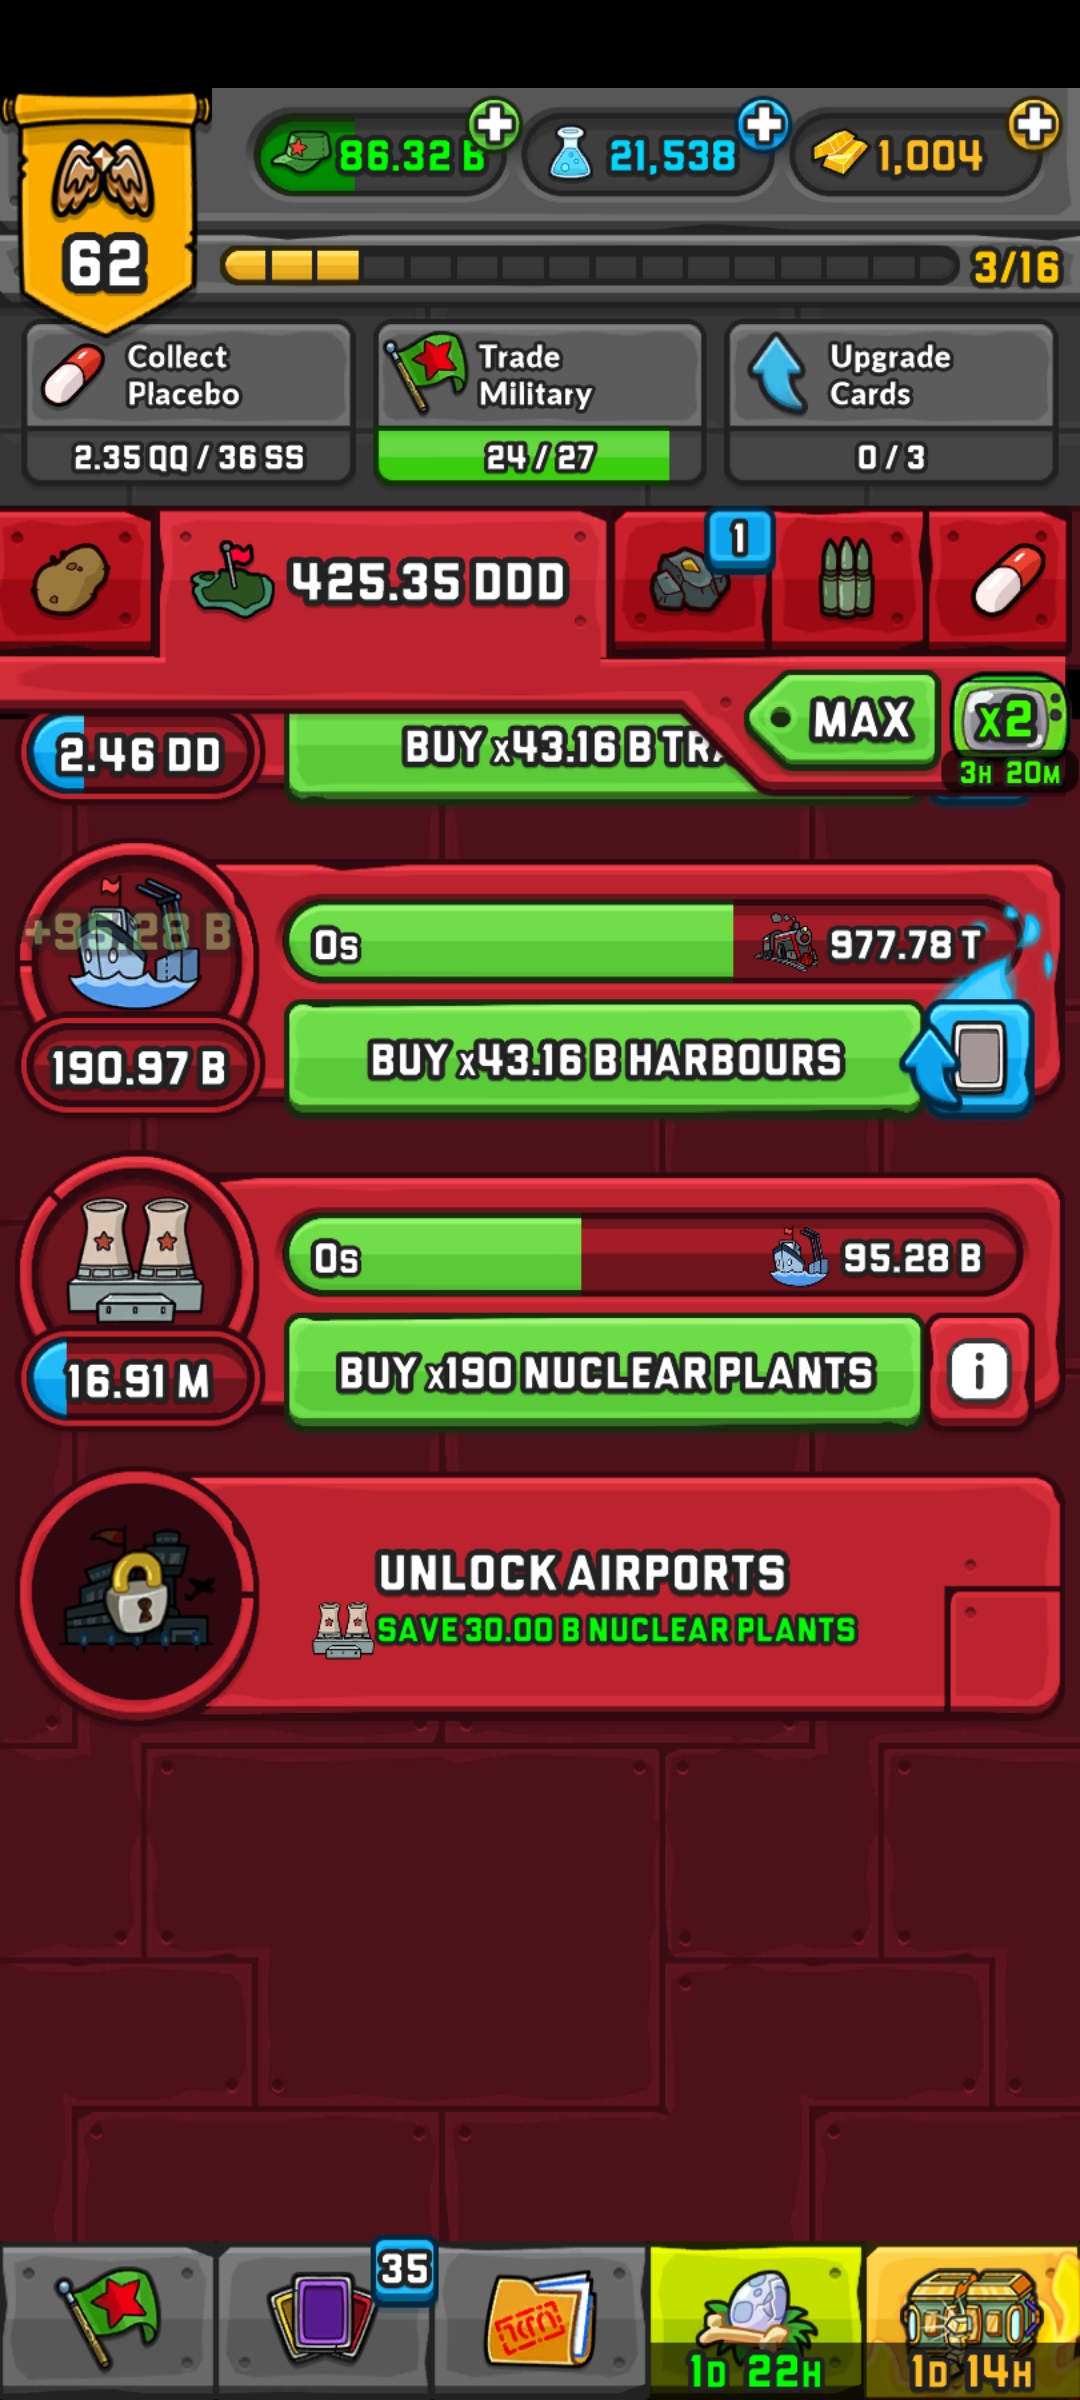 86.32 B
21,538
1,004
62
3/16
Collect
Placebo
2.35 QQ / 36 SS
Trade
Military
24 / 27
Upgrade
Cards
0 / 3
425.35 DDD
1
MAX
x2
3H 20M
2.46 DD
BUY x43.16 B TRA
+95.28 B
0s
977.78 T
190.97 B
BUY x43.16 B HARBOURS
0s
95.28 B
16.91 M
BUY x190 NUCLEAR PLANTS
i
UNLOCK AIRPORTS
SAVE 30.00 B NUCLEAR PLANTS
35
1D 22H
1D 14H